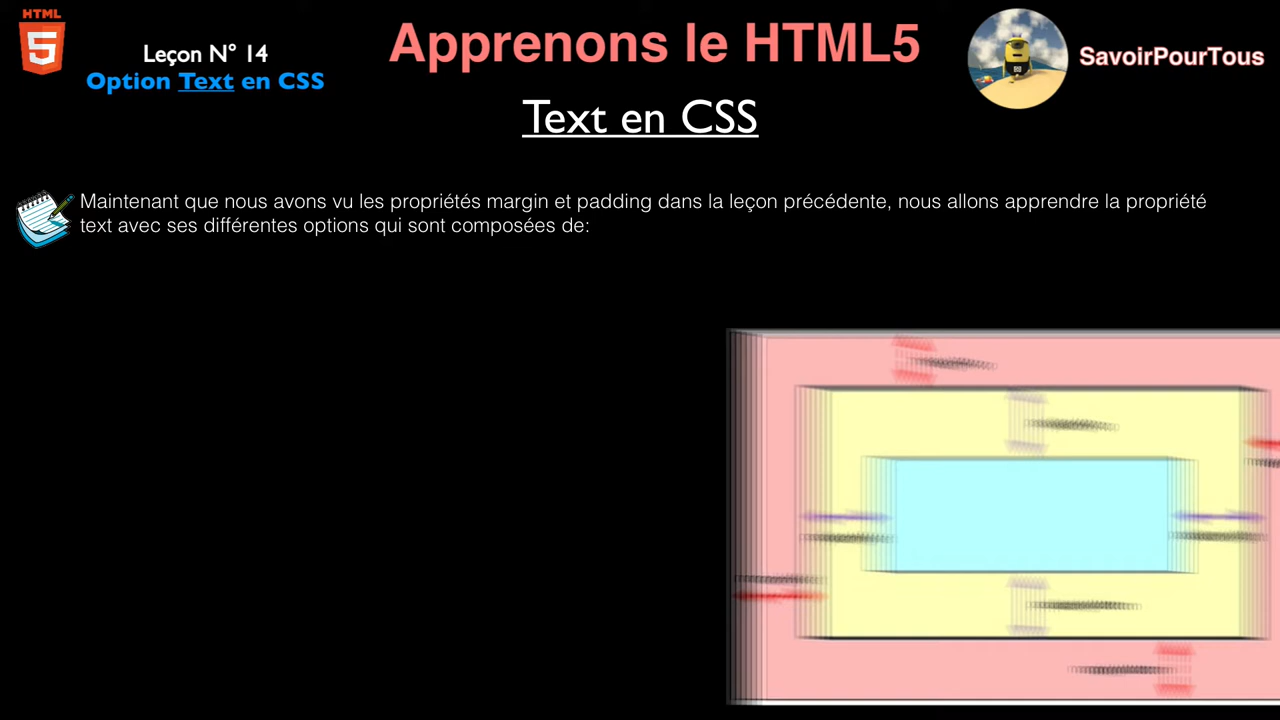 HTML
5
Leçon N° 14
Option Text en CSS
Apprenons le HTML5
SavoirPourTous
Text en CSS
Maintenant que nous avons vu les propriétés margin et padding dans la leçon précédente, nous allons apprendre la propriété
text avec ses différentes options qui sont composées de: